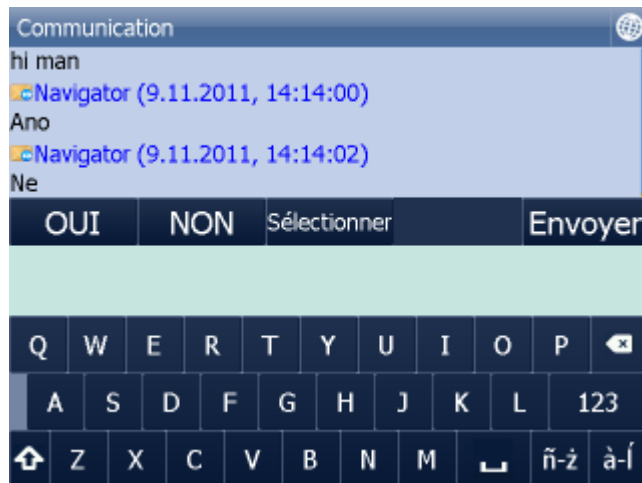 Communication
hi man
Navigator (9.11.2011, 14:14:00)
Ano
Navigator (9.11.2011, 14:14:02)
Ne
OUI NON Sélectionner Envoyer
Q W E R T Y U I O P
A S D F G H J K L 123
Z X C V B N M ñ-ż à-Í